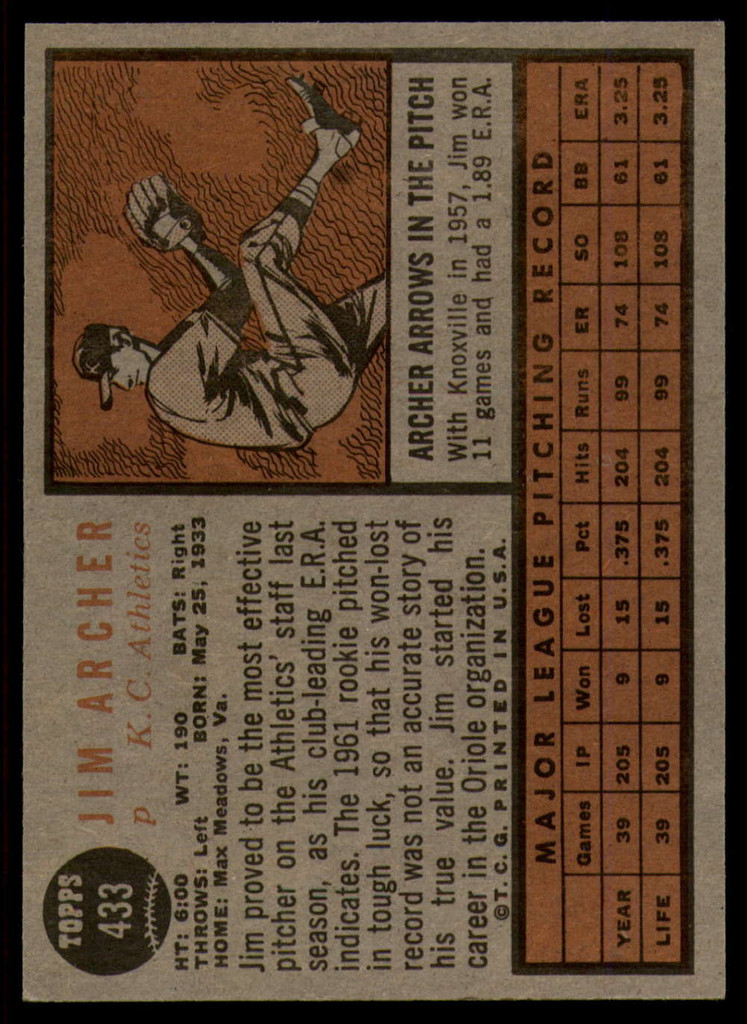 TOPPS
433
JIM ARCHER
p K. C. Athletics
HT: 6:00 WT: 190 BATS: Right
THROWS: Left BORN: May 25, 1933
HOME: Max Meadows, Va.
Jim proved to be the most effective
pitcher on the Athletics' staff last
season, as his club-leading E.R.A.
indicates. The 1961 rookie pitched
in tough luck, so that his won-lost
record was not an accurate story of
his true value. Jim started his
career in the Oriole organization.
©T. C. G. PRINTED IN U.S.A.
ARCHER ARROWS IN THE PITCH
With Knoxville in 1957, Jim won
11 games and had a 1.89 E.R.A.
MAJOR LEAGUE PITCHING RECORD
Games IP Won Lost Pct Hits Runs ER SO BB ERA
YEAR 39 205 9 15 .375 204 99 74 108 61 3.25
LIFE 39 205 9 15 .375 204 99 74 108 61 3.25